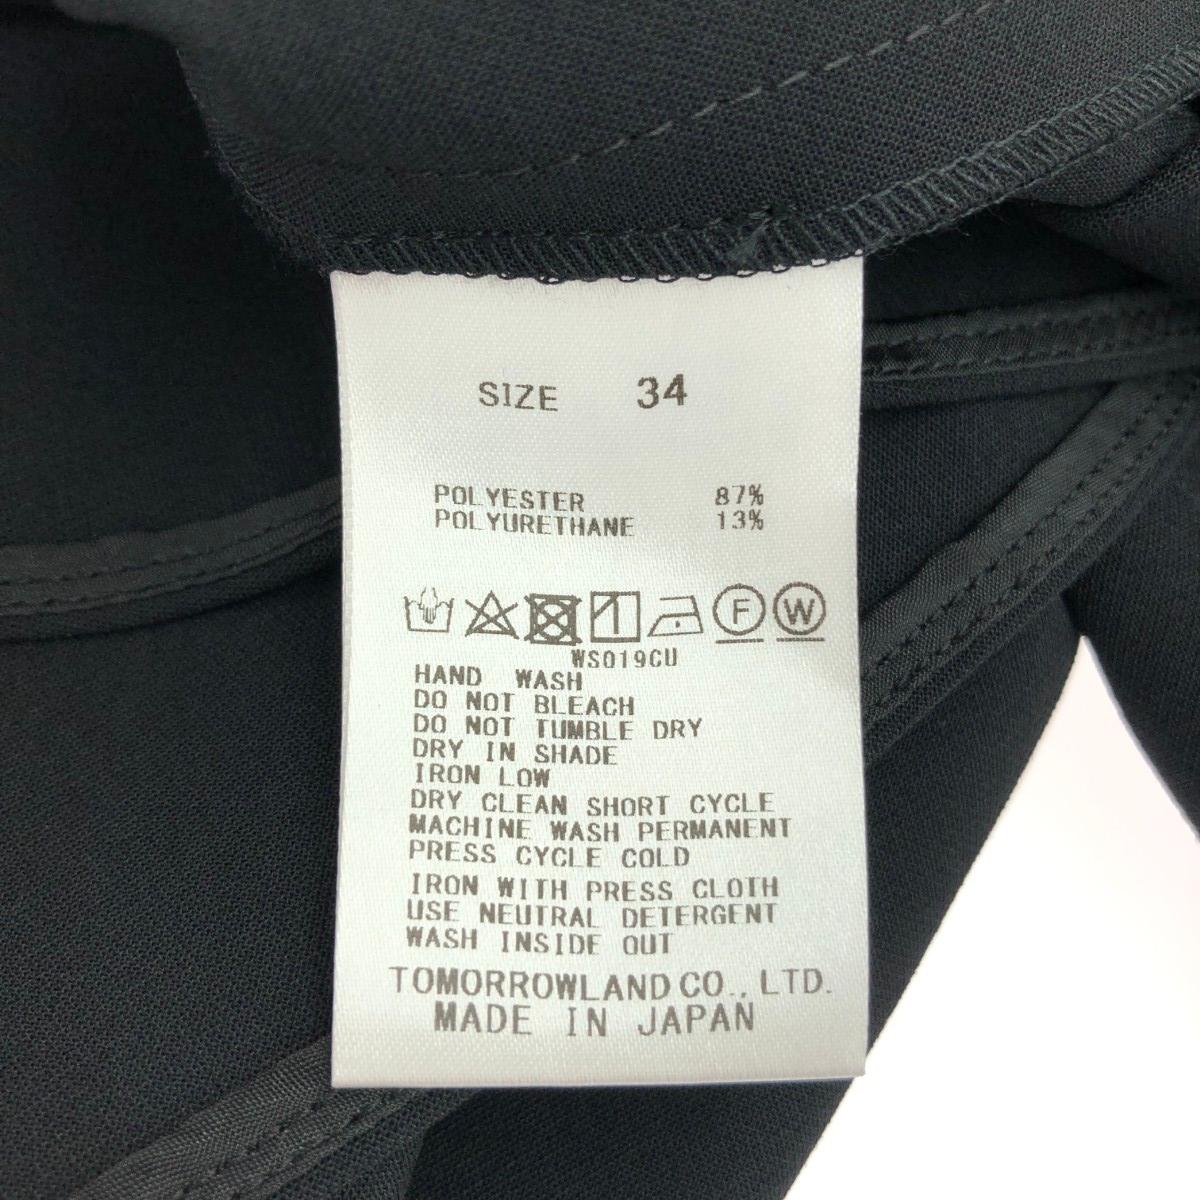 SIZE 34
POLYESTER 87%
POLYURETHANE 13%
F W
WS019CU
HAND WASH
DO NOT BLEACH
DO NOT TUMBLE DRY
DRY IN SHADE
IRON LOW
DRY CLEAN SHORT CYCLE
MACHINE WASH PERMANENT
PRESS CYCLE COLD
IRON WITH PRESS CLOTH
USE NEUTRAL DETERGENT
WASH INSIDE OUT
TOMORROWLAND CO., LTD.
MADE IN JAPAN